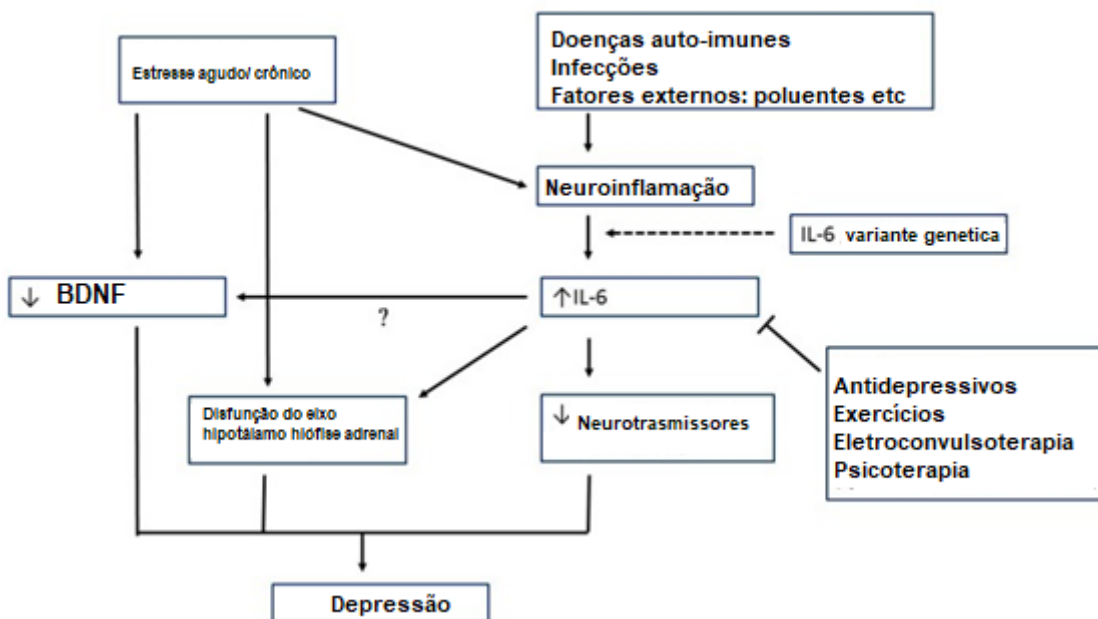 Estresse agudo/ crônico
Doenças auto-imunes
Infecções
Fatores externos: poluentes etc
Neuroinflamação
IL-6 variante genetica
↓ BDNF
?
↑IL-6
Disfunção do eixo
hipotálamo hiófise adrenal
↓ Neurotrasmissores
Antidepressivos
Exercícios
Eletroconvulsoterapia
Psicoterapia
Depressão